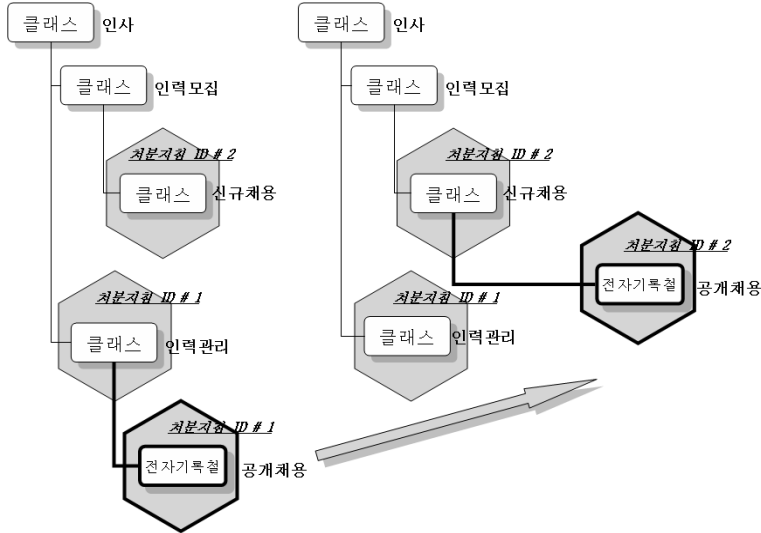 클래스 인사
클래스 인력모집
처분지침 ID # 2
클래스 신규채용
처분지침 ID # 1
클래스 인력관리
처분지침 ID # 1
전자기록철 공개채용
클래스 인사
클래스 인력모집
처분지침 ID # 2
클래스 신규채용
처분지침 ID # 2
전자기록철 공개채용
처분지침 ID # 1
클래스 인력관리